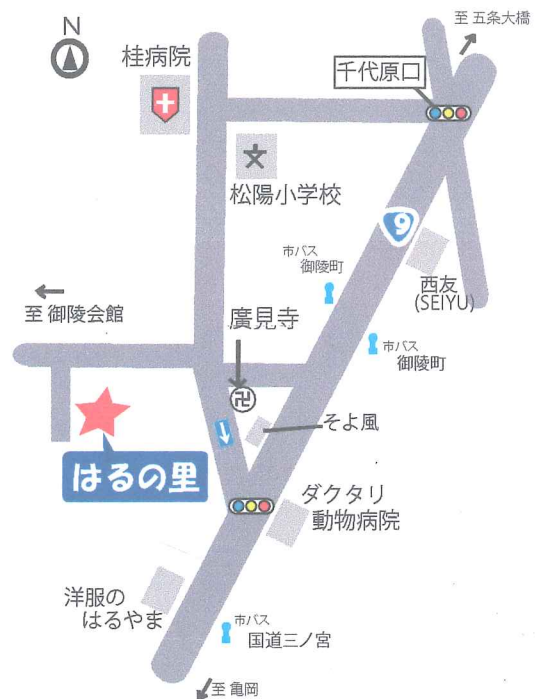 N
至 五条大橋
桂病院
千代原口
松陽小学校
9
市バス
御陵町
西友
(SEIYU)
至 御陵会館
廣見寺
市バス
御陵町
卍
そよ風
はるの里
ダクタリ
動物病院
洋服の
はるやま
市バス
国道三ノ宮
至 亀岡